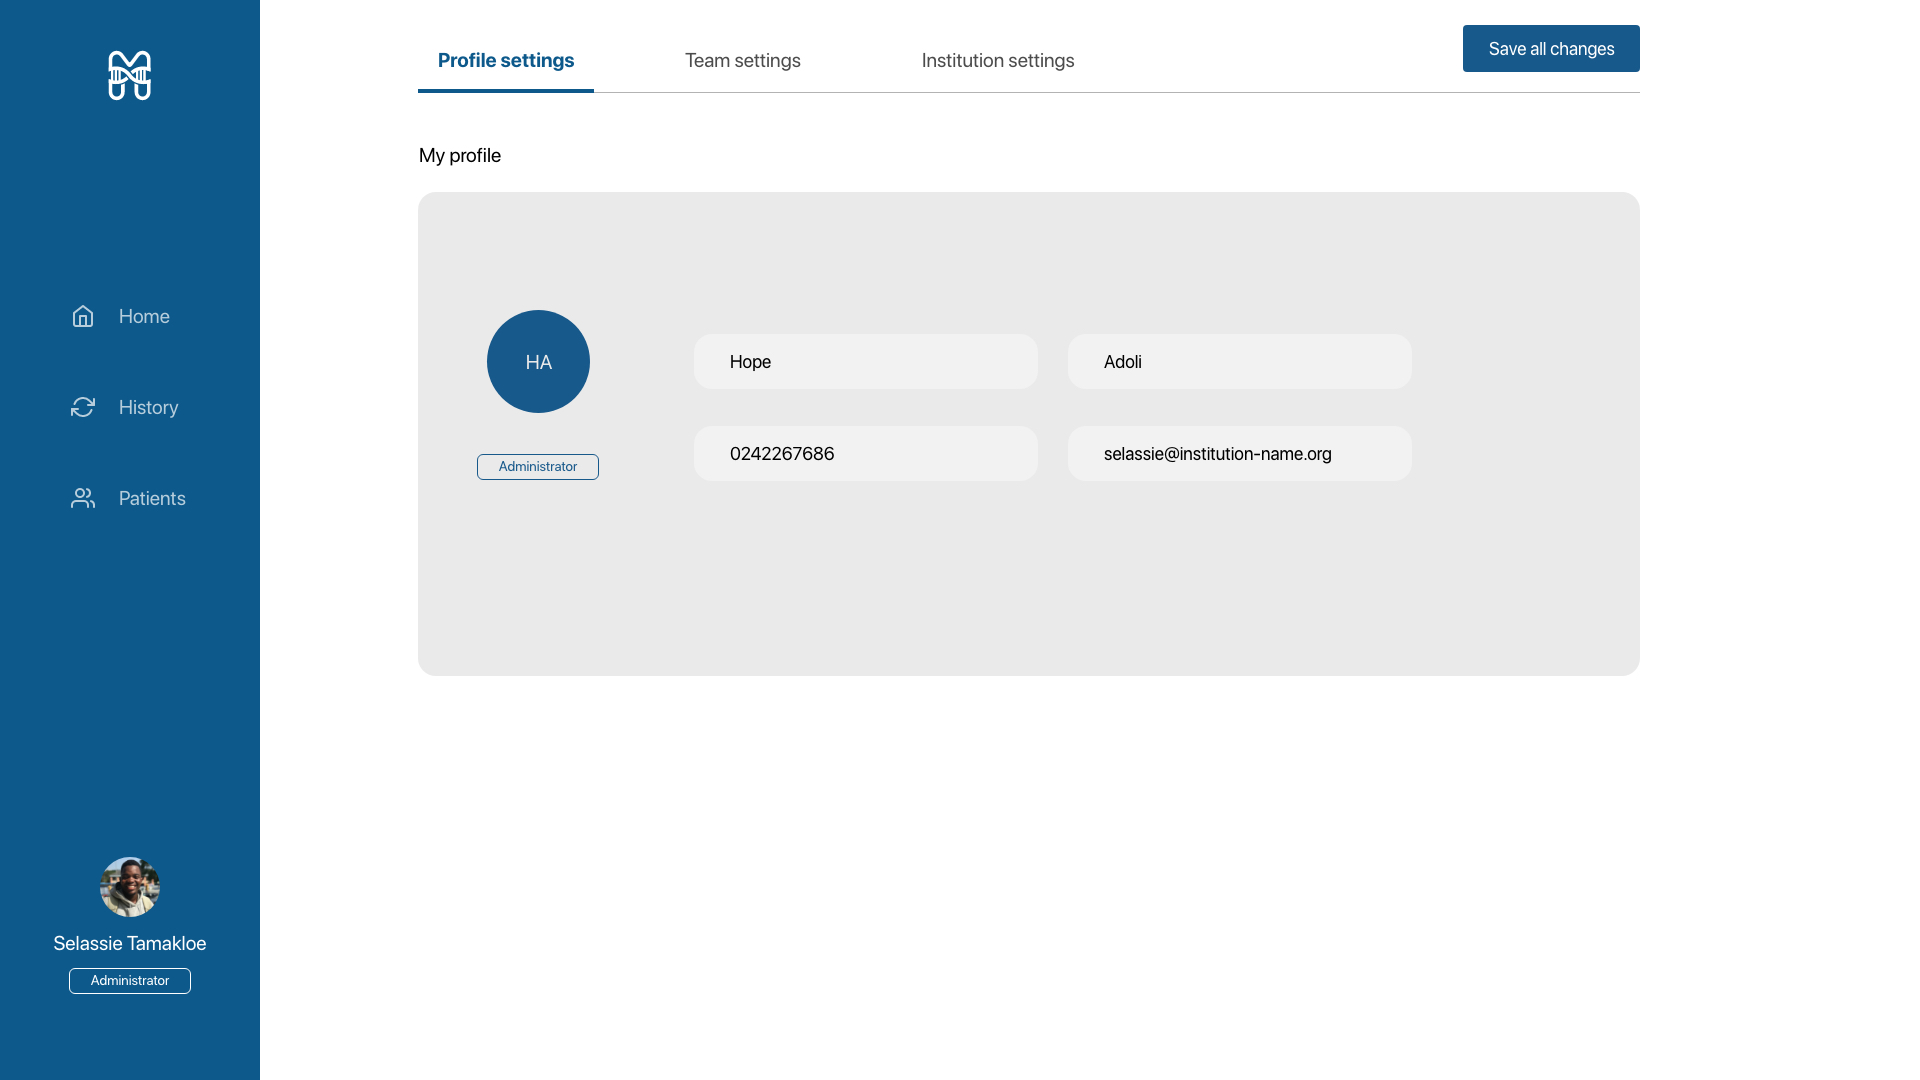 Home
History
Patients
Selassie Tamakloe
Administrator
Profile settings
Team settings
Institution settings
Save all changes
My profile
HA
Administrator
Hope
Adoli
0242267686
selassie@institution-name.org